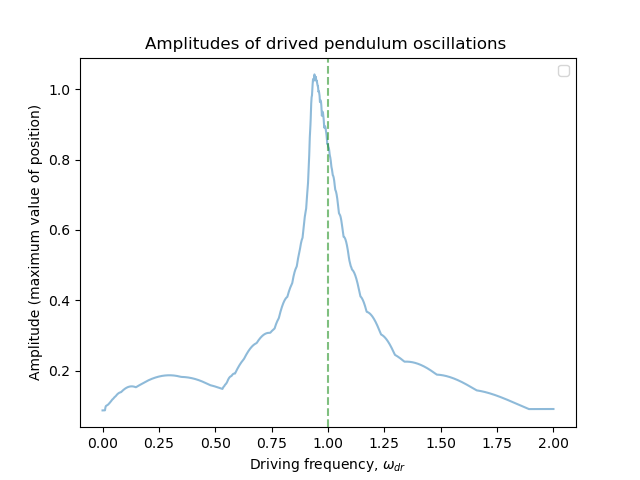 Amplitudes of drived pendulum oscillations
Amplitude (maximum value of position)
1.0
0.8
0.6
0.4
0.2
0.00 0.25 0.50 0.75 1.00 1.25 1.50 1.75 2.00
Driving frequency, ω_dr